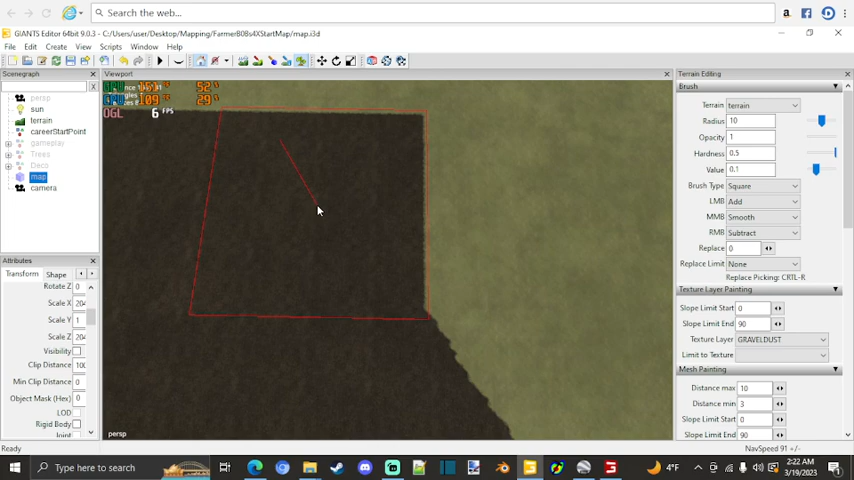 Search the web...
GIANTS Editor 64bit 9.0.3 - C:/Users/user/Desktop/Mapping/Farmer80Bs4XStartMap/map.i3d
File Edit Create View Scripts Window Help
Scenegraph
Viewport
Terrain Editing
X
persp
sun
terrain
careerStartPoint
gameplay
Trees
Deco
map
camera
52 °
CPU 109 °C 29 %
OGL 6 FPS
Brush
Terrain terrain
Radius 10
Opacity 1
Hardness 0.5
Value 0.1
Brush Type Square
LMB Add
MMB Smooth
RMB Subtract
Replace 0
Replace Limit None
Replace Picking: CRTL-R
Texture Layer Painting
Slope Limit Start 0
Slope Limit End 90
Texture Layer GRAVELDUST
Limit to Texture
Mesh Painting
Distance max 10
Distance min 3
Slope Limit Start 0
Slope Limit End 90
Attributes
Transform Shape
Rotate Z 0
Scale X 204
Scale Y 1
Scale Z 204
Visibility
Clip Distance 100
Min Clip Distance 0
Object Mask (Hex) 0
LOD
Rigid Body
Joint
persp
Ready
NavSpeed 91 +/-
Type here to search
4°F
2:22 AM
3/19/2023